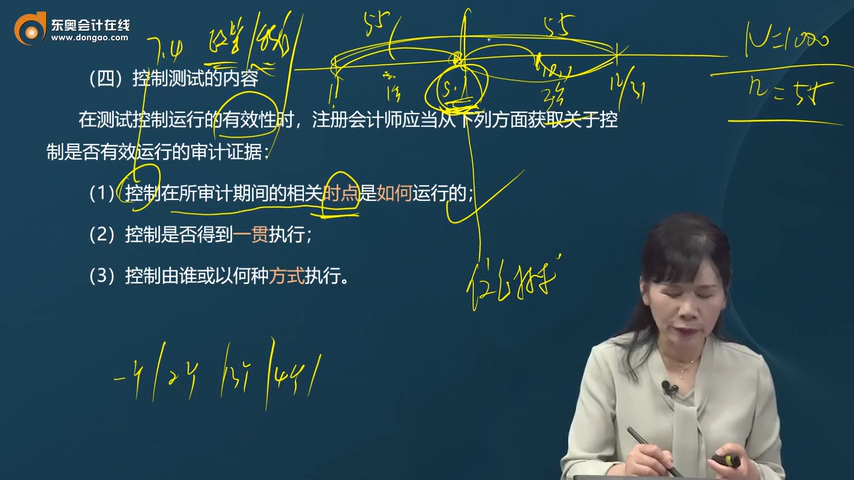 东奥会计在线
www.dongao.com
7.4
55
55
N=1000
n=55
12/31
(四) 控制测试的内容
在测试控制运行的有效性时，注册会计师应当从下列方面获取关于控
制是否有效运行的审计证据：
(1) 控制在所审计期间的相关时点是如何运行的；
(2) 控制是否得到一贯执行；
(3) 控制由谁或以何种方式执行。